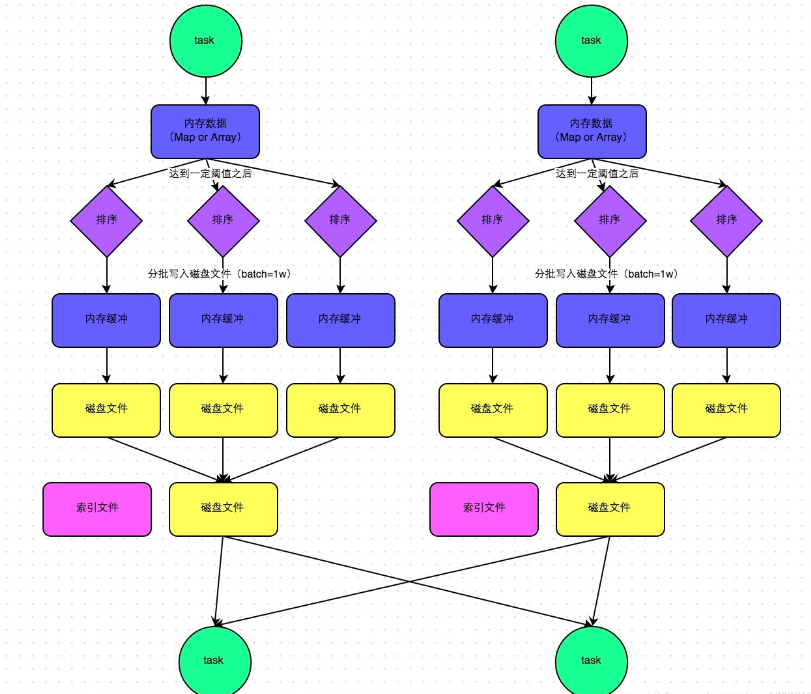 task
task
内存数据
（Map or Array）
内存数据
（Map or Array）
达到一定阈值之后
达到一定阈值之后
排序
排序
排序
排序
排序
排序
分批写入磁盘文件（batch=1w）
分批写入磁盘文件（batch=1w）
内存缓冲
内存缓冲
内存缓冲
内存缓冲
内存缓冲
内存缓冲
磁盘文件
磁盘文件
磁盘文件
磁盘文件
磁盘文件
磁盘文件
索引文件
磁盘文件
索引文件
磁盘文件
task
task